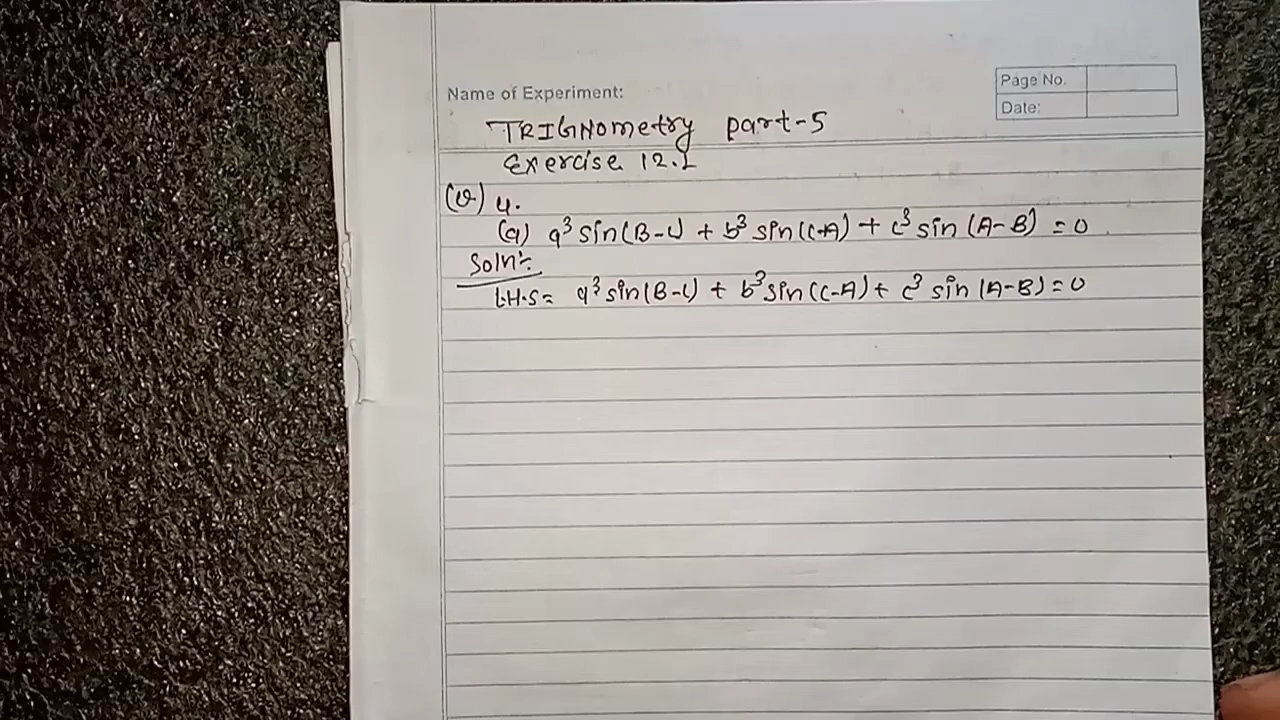 Page No.
Name of Experiment:
Date:
TRIGNometry part-5
Exercise 12.1
(Q) 4.
(a) a³ sin(B-C) + b³ sin(C-A) + c³ sin (A-B) = 0
Soln:-
L.H.S = a³ sin(B-C) + b³ sin(C-A) + c³ sin (A-B) = 0